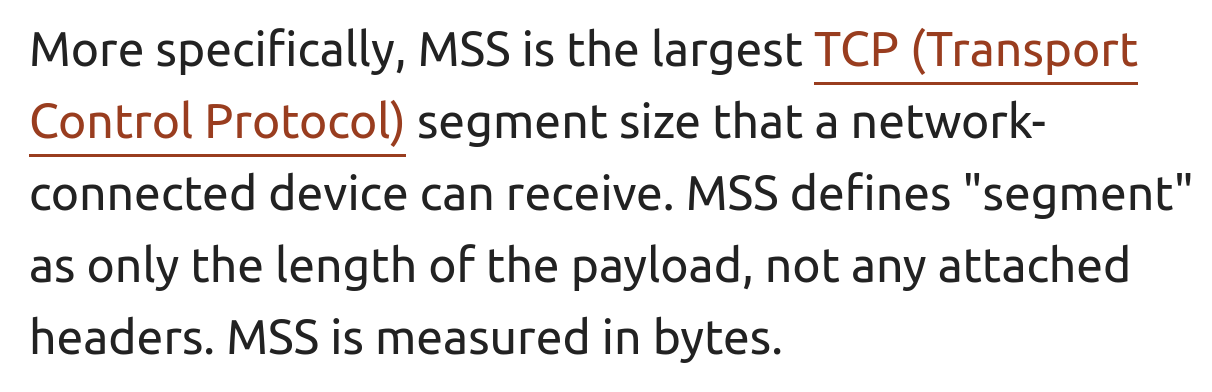 More specifically, MSS is the largest TCP (Transport
Control Protocol) segment size that a network-
connected device can receive. MSS defines "segment"
as only the length of the payload, not any attached
headers. MSS is measured in bytes.